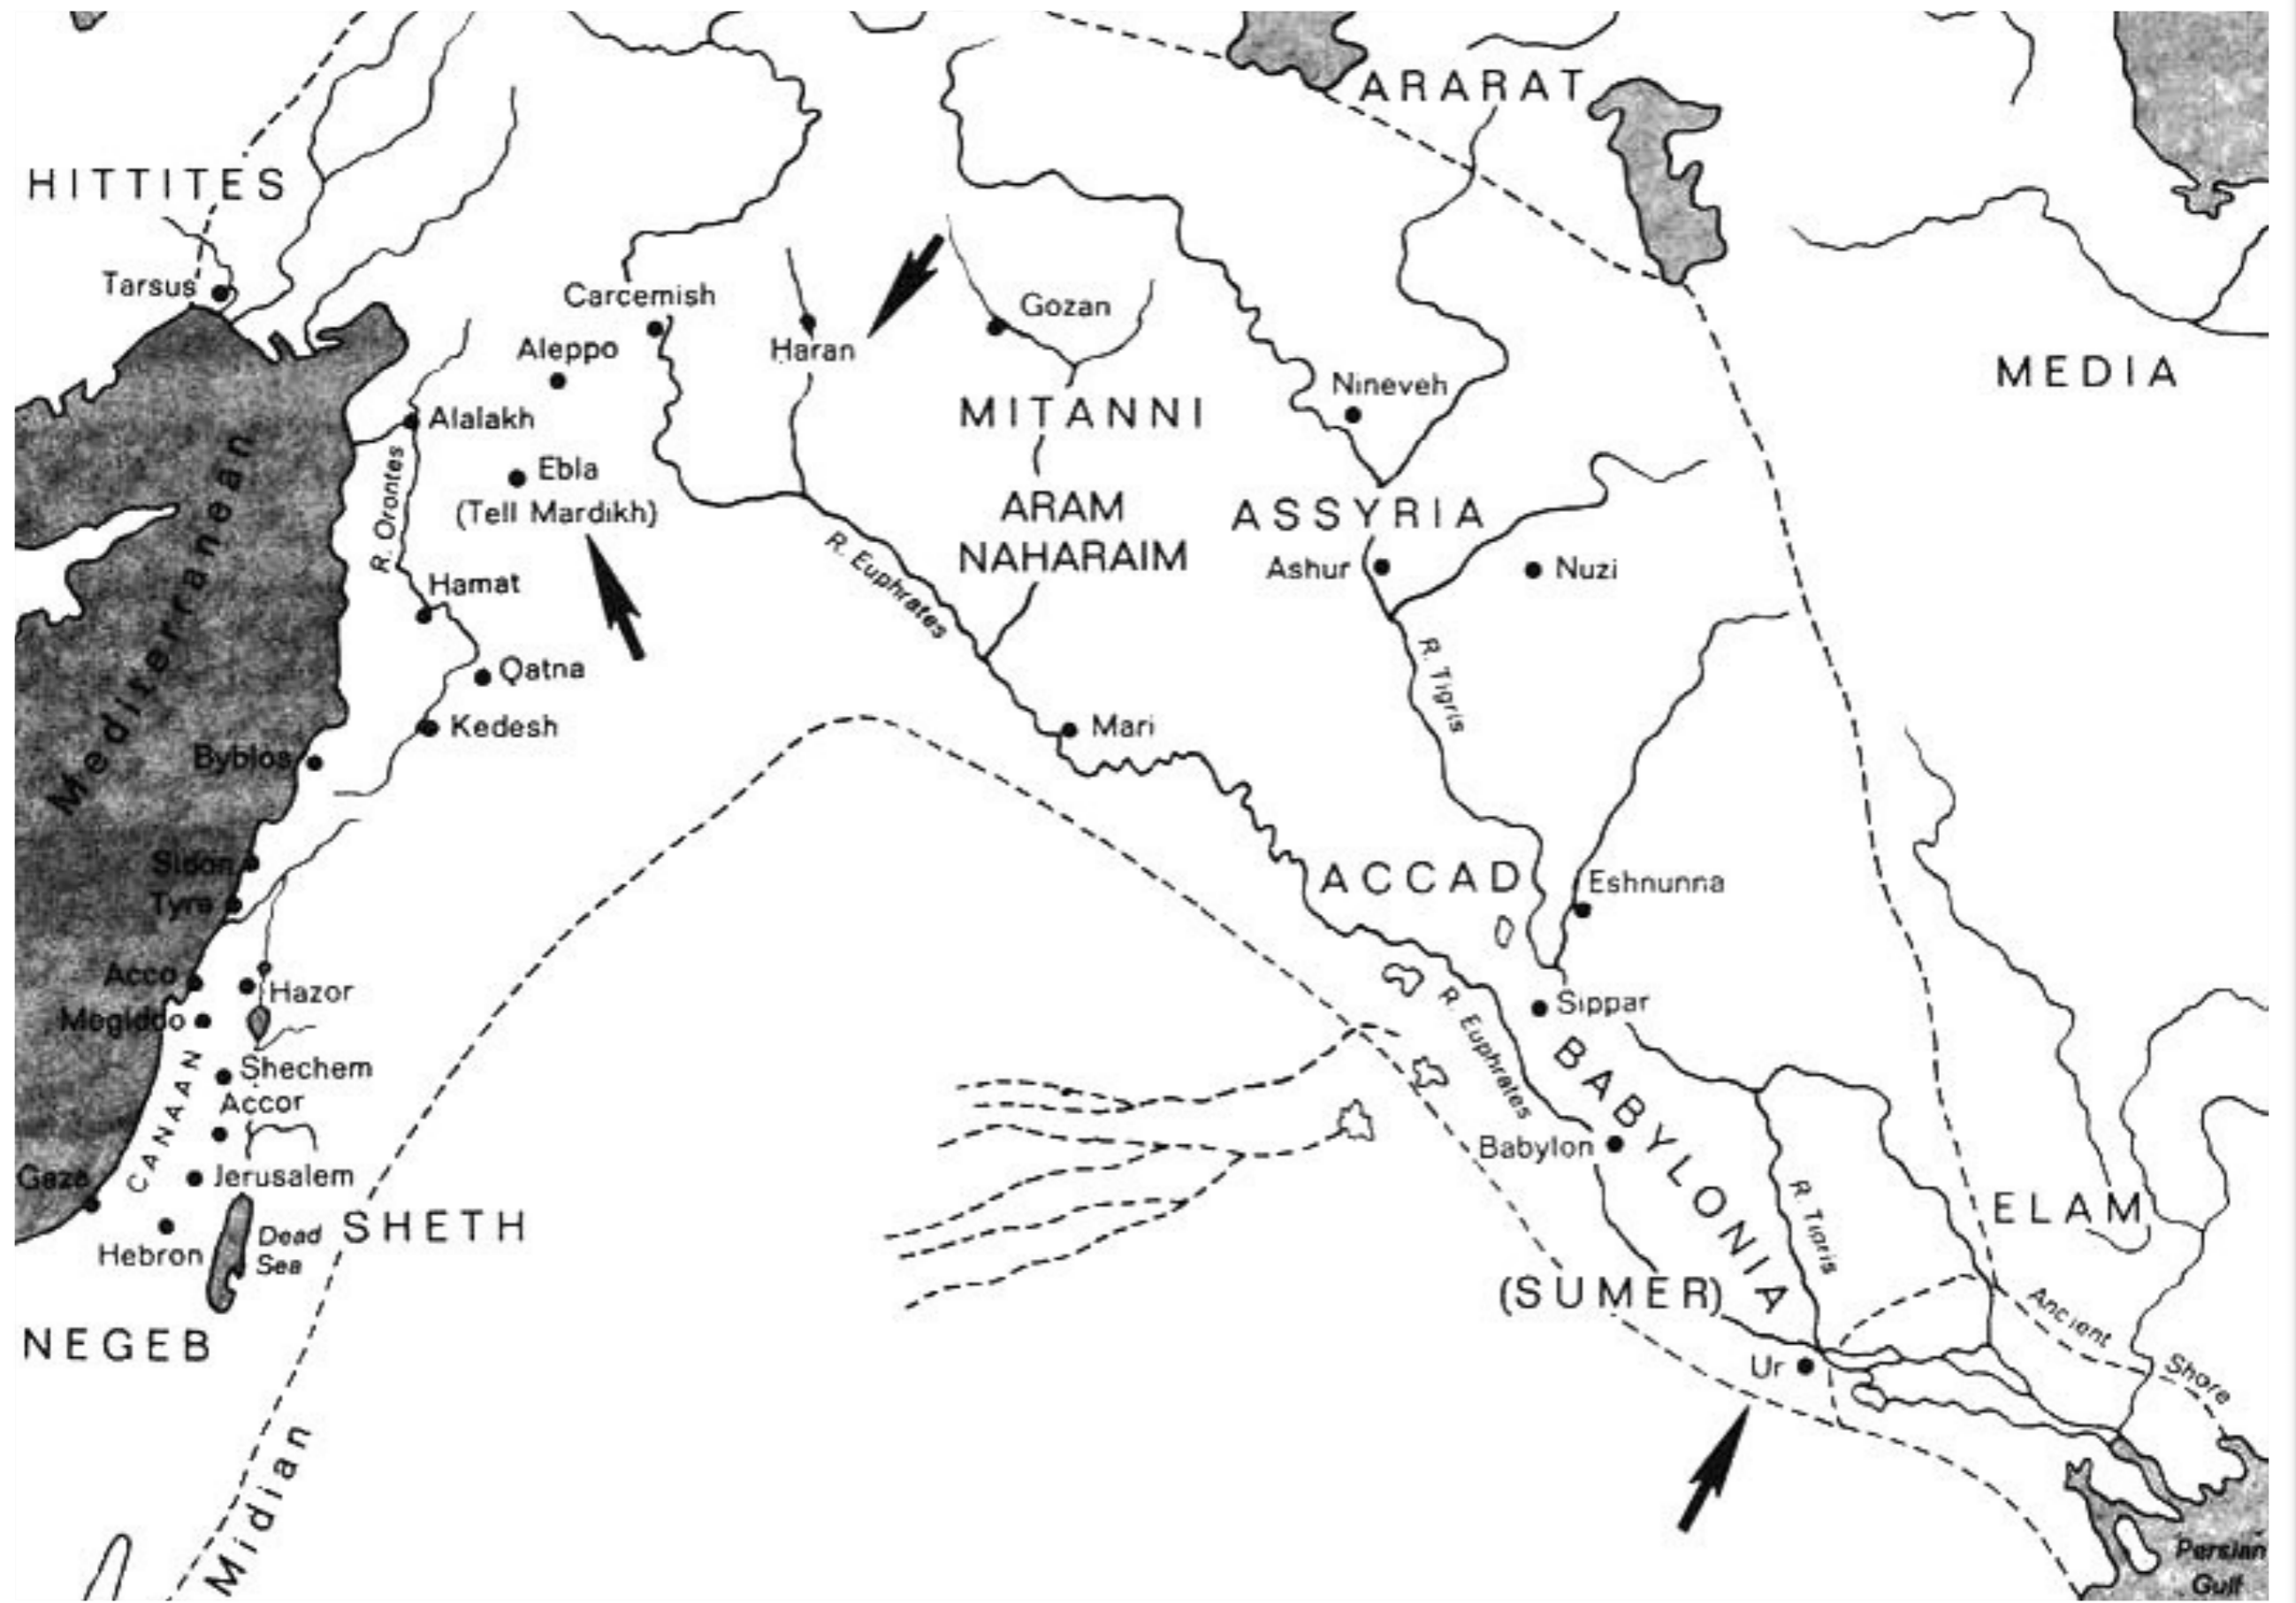 ARARAT
HITTITES
Tarsus
Carcemish
Gozan
Aleppo
Haran
MEDIA
Nineveh
MITANNI
Alalakh
Mediterranean
R. Orontes
Ebla
(Tell Mardikh)
ARAM
NAHARAIM
ASSYRIA
R. Euphrates
Ashur
Nuzi
Hamat
R. Tigris
Qatna
Kedesh
Mari
Byblos
Sidon
ACCAD
Eshnunna
Tyre
Acco
Hazor
Megiddo
R. Euphrates
Sippar
CANAAN
Shechem
BABYLONIA
Accor
Babylon
Gaza
Jerusalem
R. Tigris
ELAM
SHETH
Dead
Sea
Hebron
(SUMER)
Ancient
Shore
NEGEB
Ur
Midian
Persian
Gulf